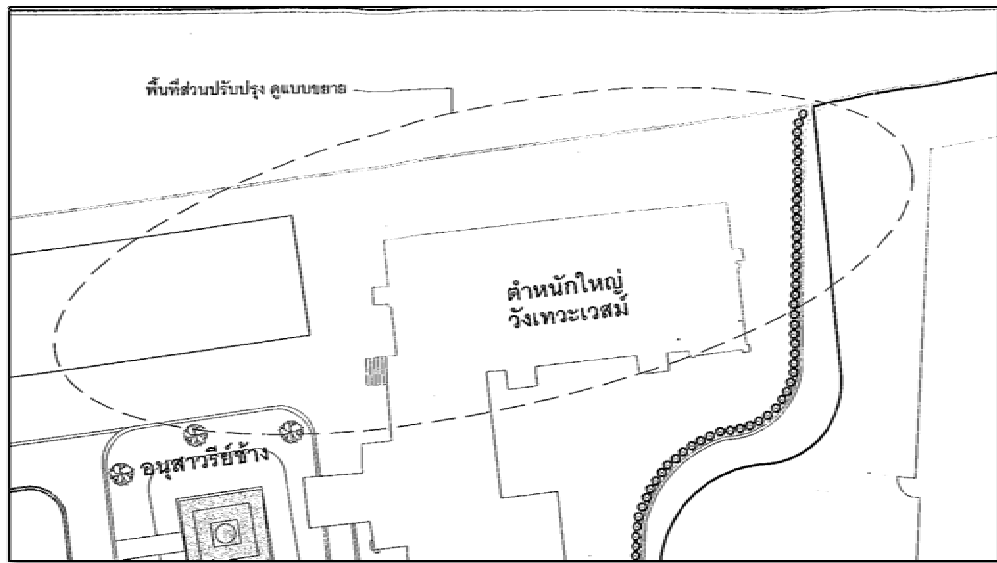 พื้นที่ส่วนปรับปรุง ดูแบบขยาย
ตำหนักใหญ่
วังเทวะเวสม์
อนุสาวรีย์ช้าง